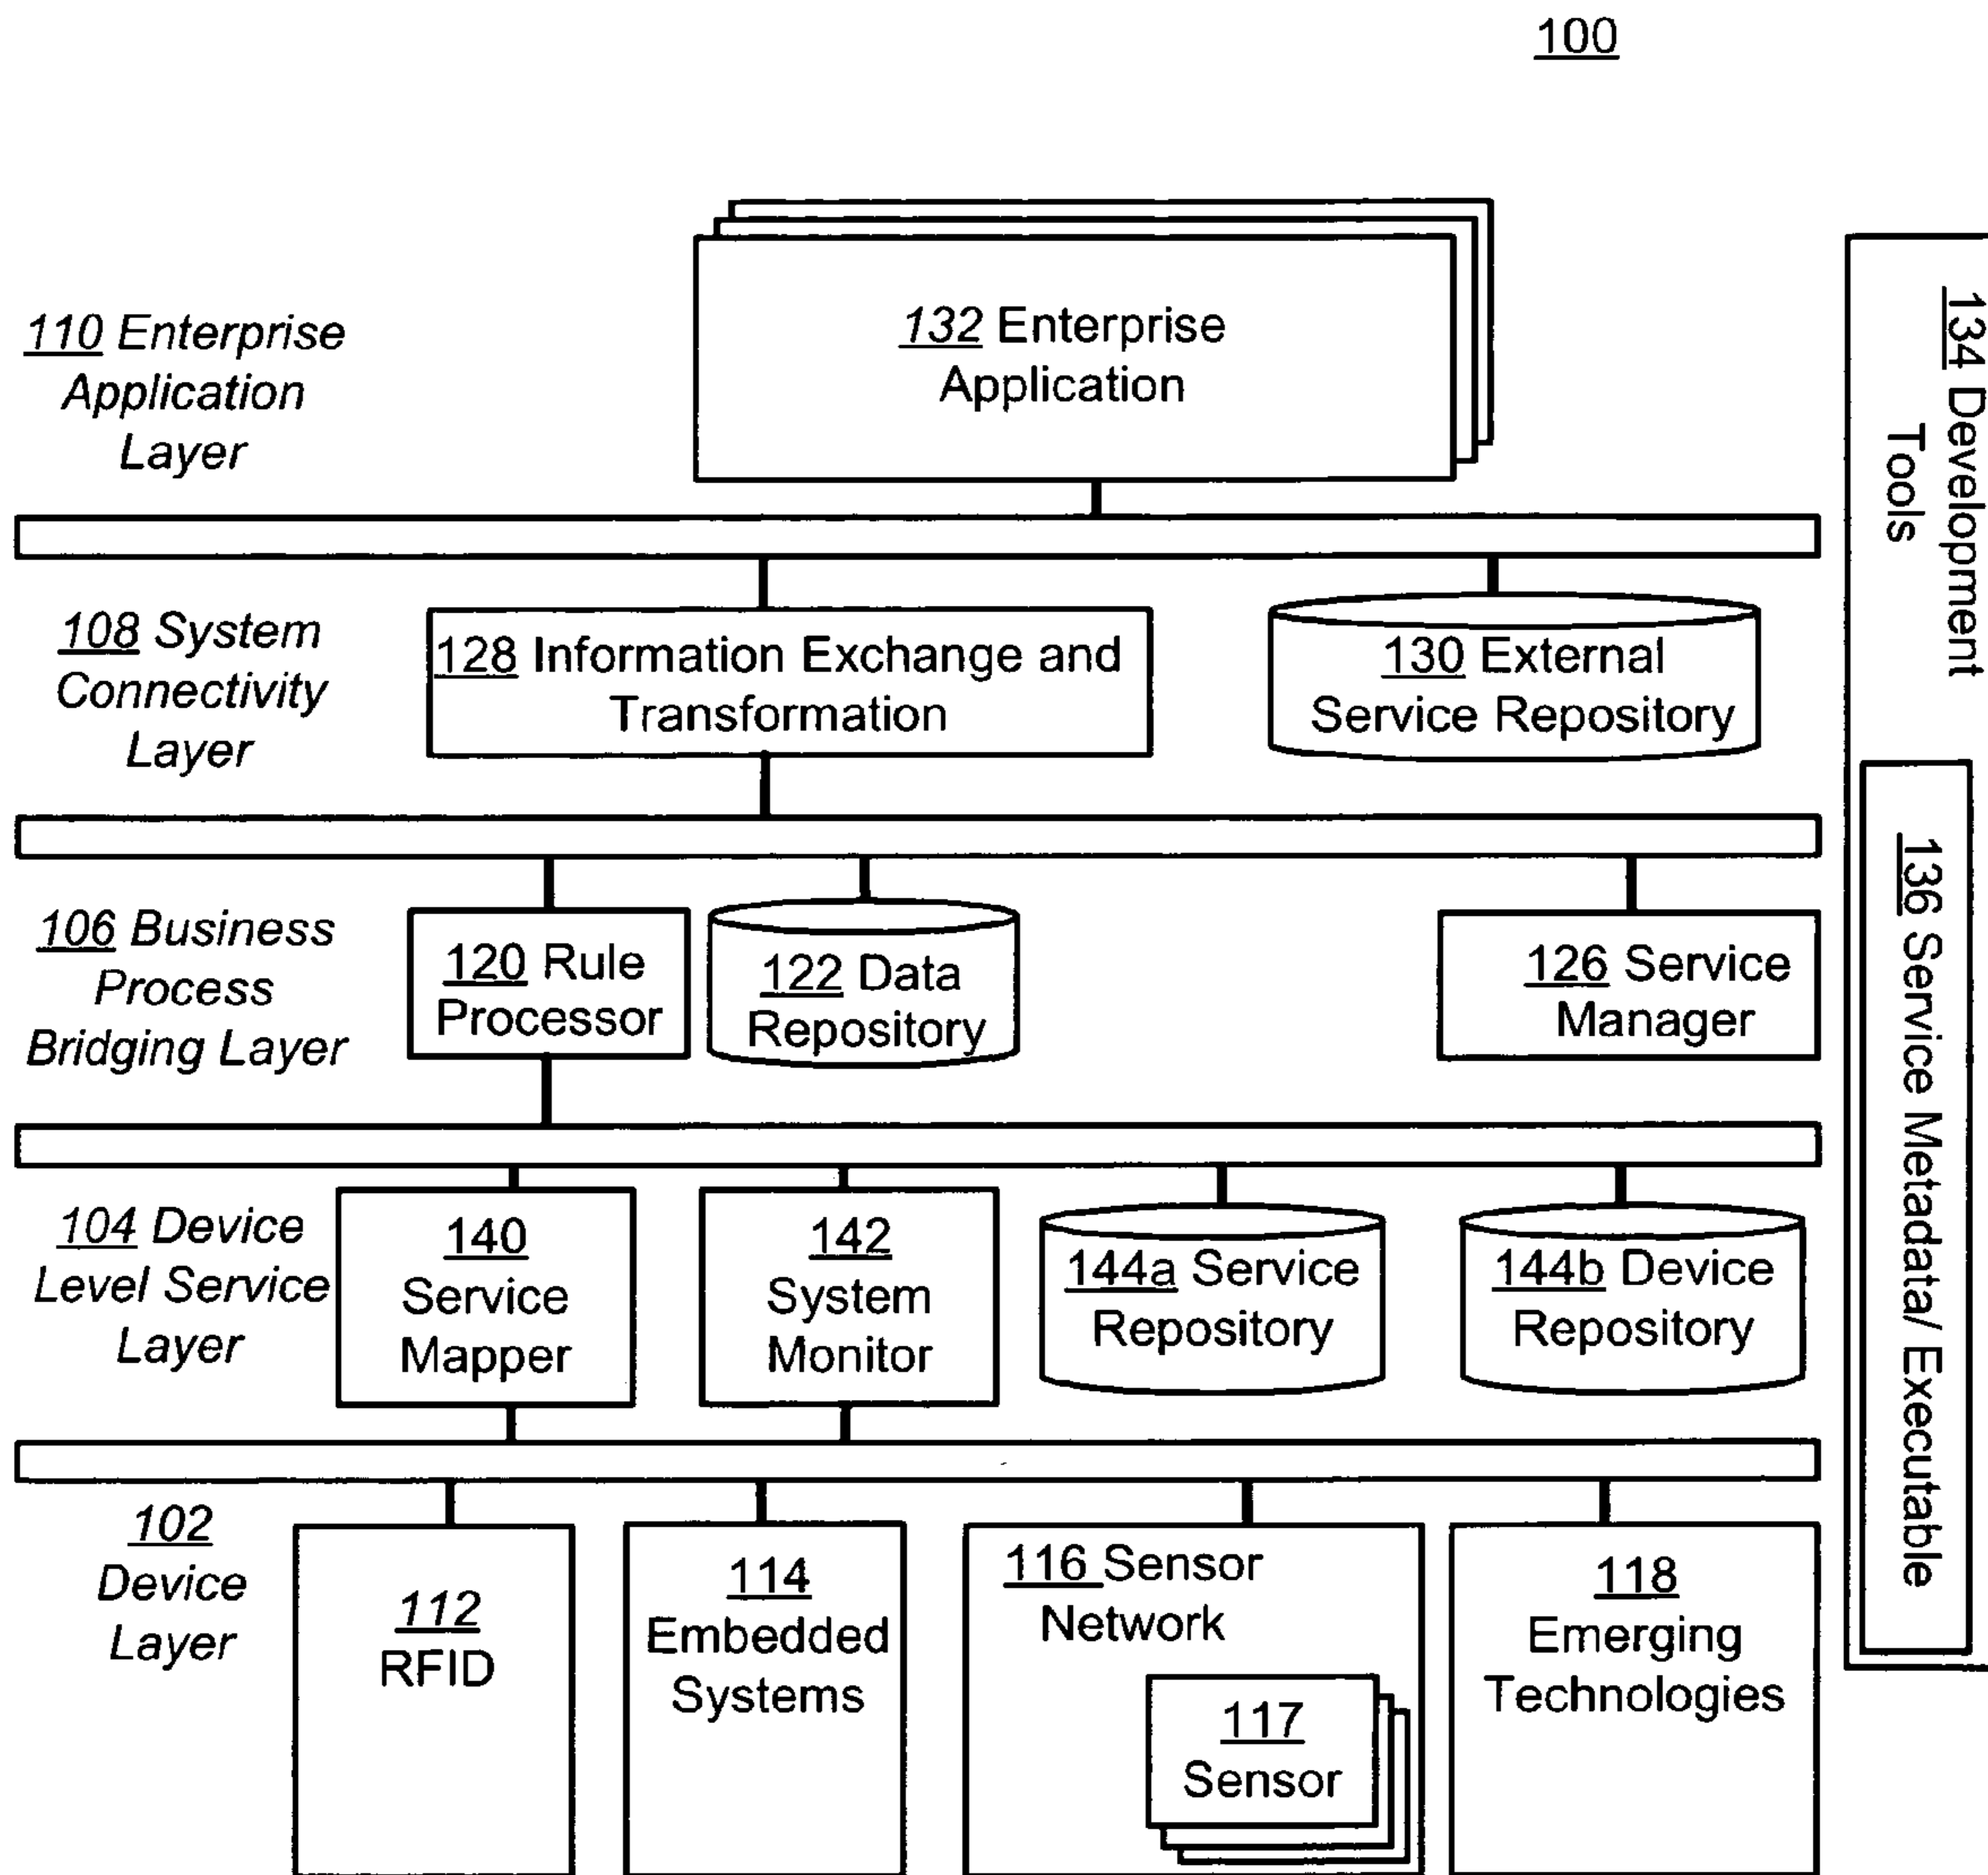 100
110 Enterprise
Application
Layer
132 Enterprise
Application
134 Development
Tools
108 System
Connectivity
Layer
128 Information Exchange and
Transformation
130 External
Service Repository
106 Business
Process
Bridging Layer
120 Rule
Processor
122 Data
Repository
126 Service
Manager
136 Service Metadata/ Executable
104 Device
Level Service
Layer
140
Service
Mapper
142
System
Monitor
144a Service
Repository
144b Device
Repository
102
Device
Layer
112
RFID
114
Embedded
Systems
116 Sensor
Network
117
Sensor
118
Emerging
Technologies